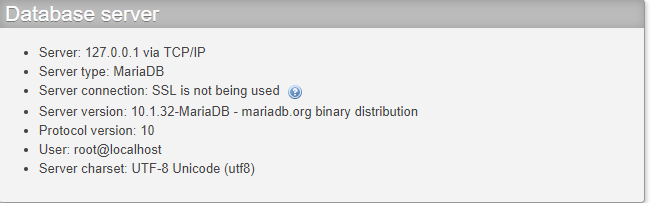 Database server
Server: 127.0.0.1 via TCP/IP
Server type: MariaDB
Server connection: SSL is not being used
Server version: 10.1.32-MariaDB - mariadb.org binary distribution
Protocol version: 10
User: root@localhost
Server charset: UTF-8 Unicode (utf8)